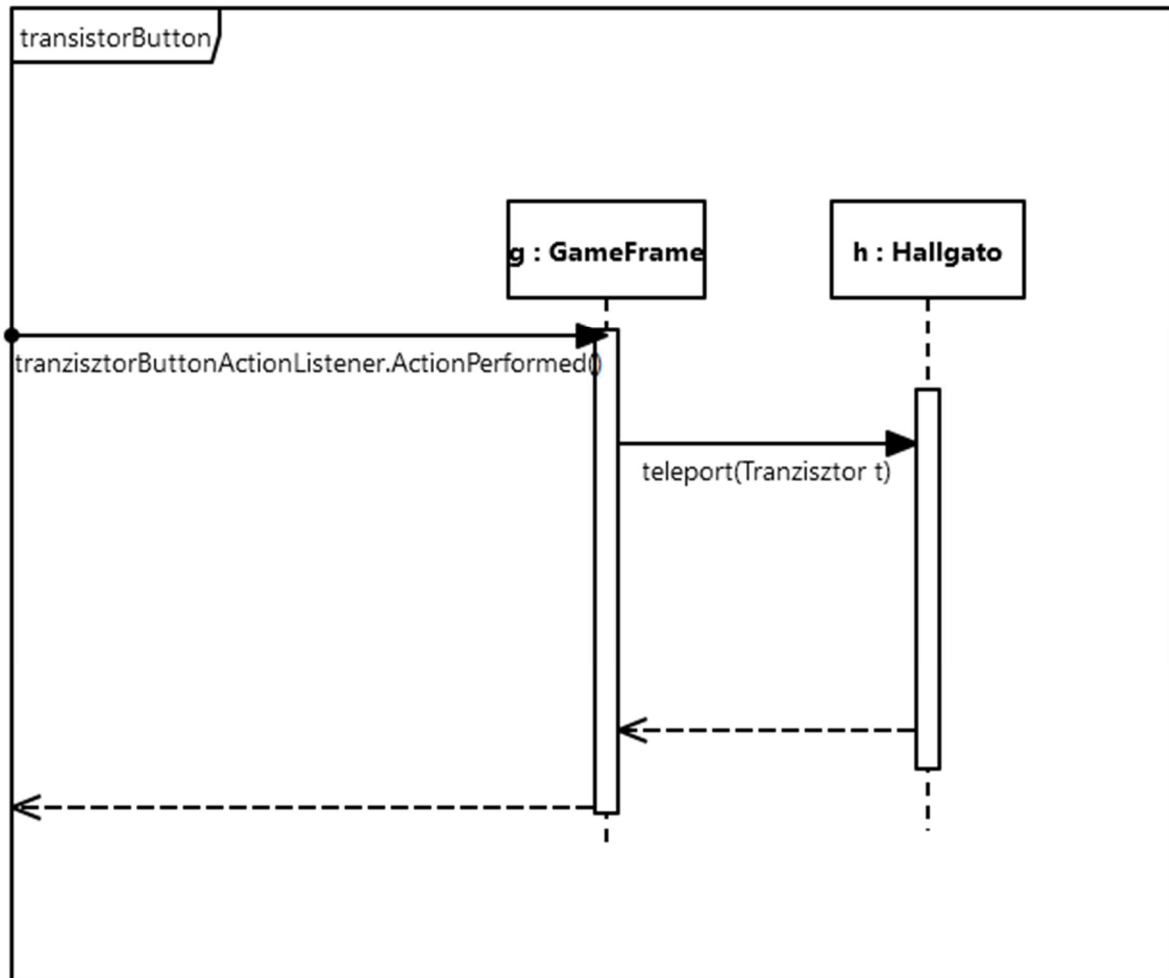 transistorButton
g : GameFrame
h : Hallgato
tranzisztorButtonActionListener.ActionPerformed()
teleport(Tranzisztor t)